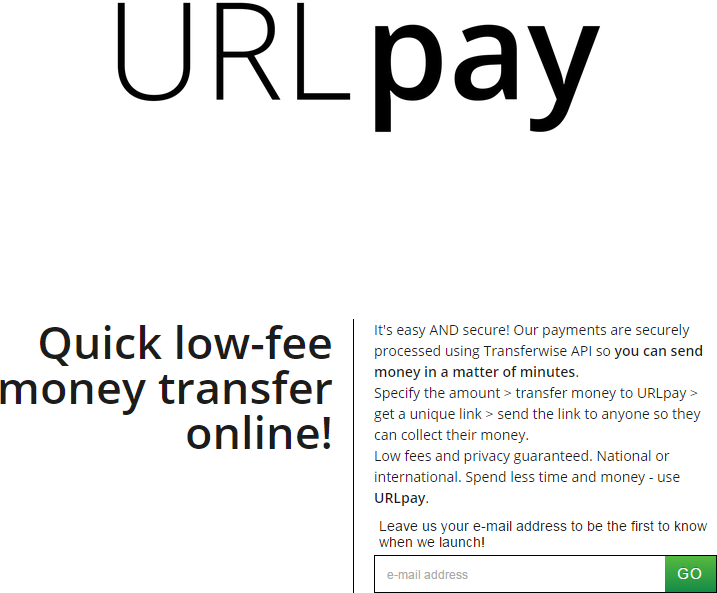 URLpay
Quick low-fee
money transfer
online!
It's easy AND secure! Our payments are securely
processed using Transferwise API so you can send
money in a matter of minutes.
Specify the amount > transfer money to URLpay >
get a unique link > send the link to anyone so they
can collect their money.
Low fees and privacy guaranteed. National or
international. Spend less time and money - use
URLpay.
Leave us your e-mail address to be the first to know
when we launch!
e-mail address GO